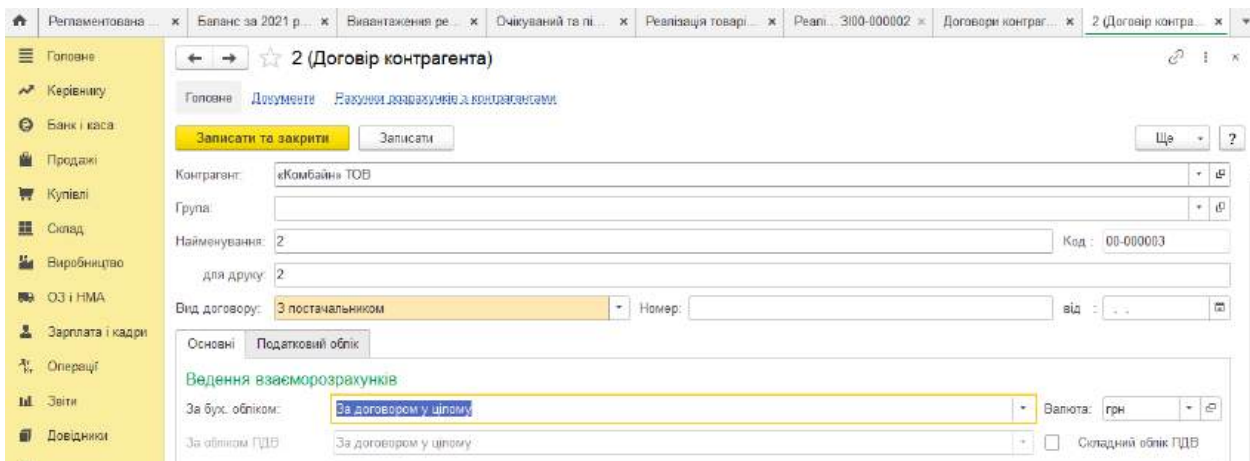 Регламентована ... × Баланс за 2021 р... × Вивантаження ре... × Очікуваний та пі... × Реалізація товарі... × Реалі... ЗІ00-000002 × Договори контраг... × 2 (Договір контра... ×
Головне
Керівнику
Банк і каса
Продажі
Купівлі
Склад
Виробництво
ОЗ і НМА
Зарплата і кадри
Операції
Звіти
Довідники
2 (Договір контрагента)
Головне Документи Рахунки розрахунків з контрагентами
Записати та закрити Записати Ще ?
Контрагент: «Комбайн» ТОВ
Група:
Найменування: 2 Код : 00-000003
для друку: 2
Вид договору: З постачальником Номер: від : . .
Основні Податковий облік
Ведення взаєморозрахунків
За бух. обліком: За договором у цілому Валюта: грн
За обліком ПДВ За договором у цілому Складний облік ПДВ